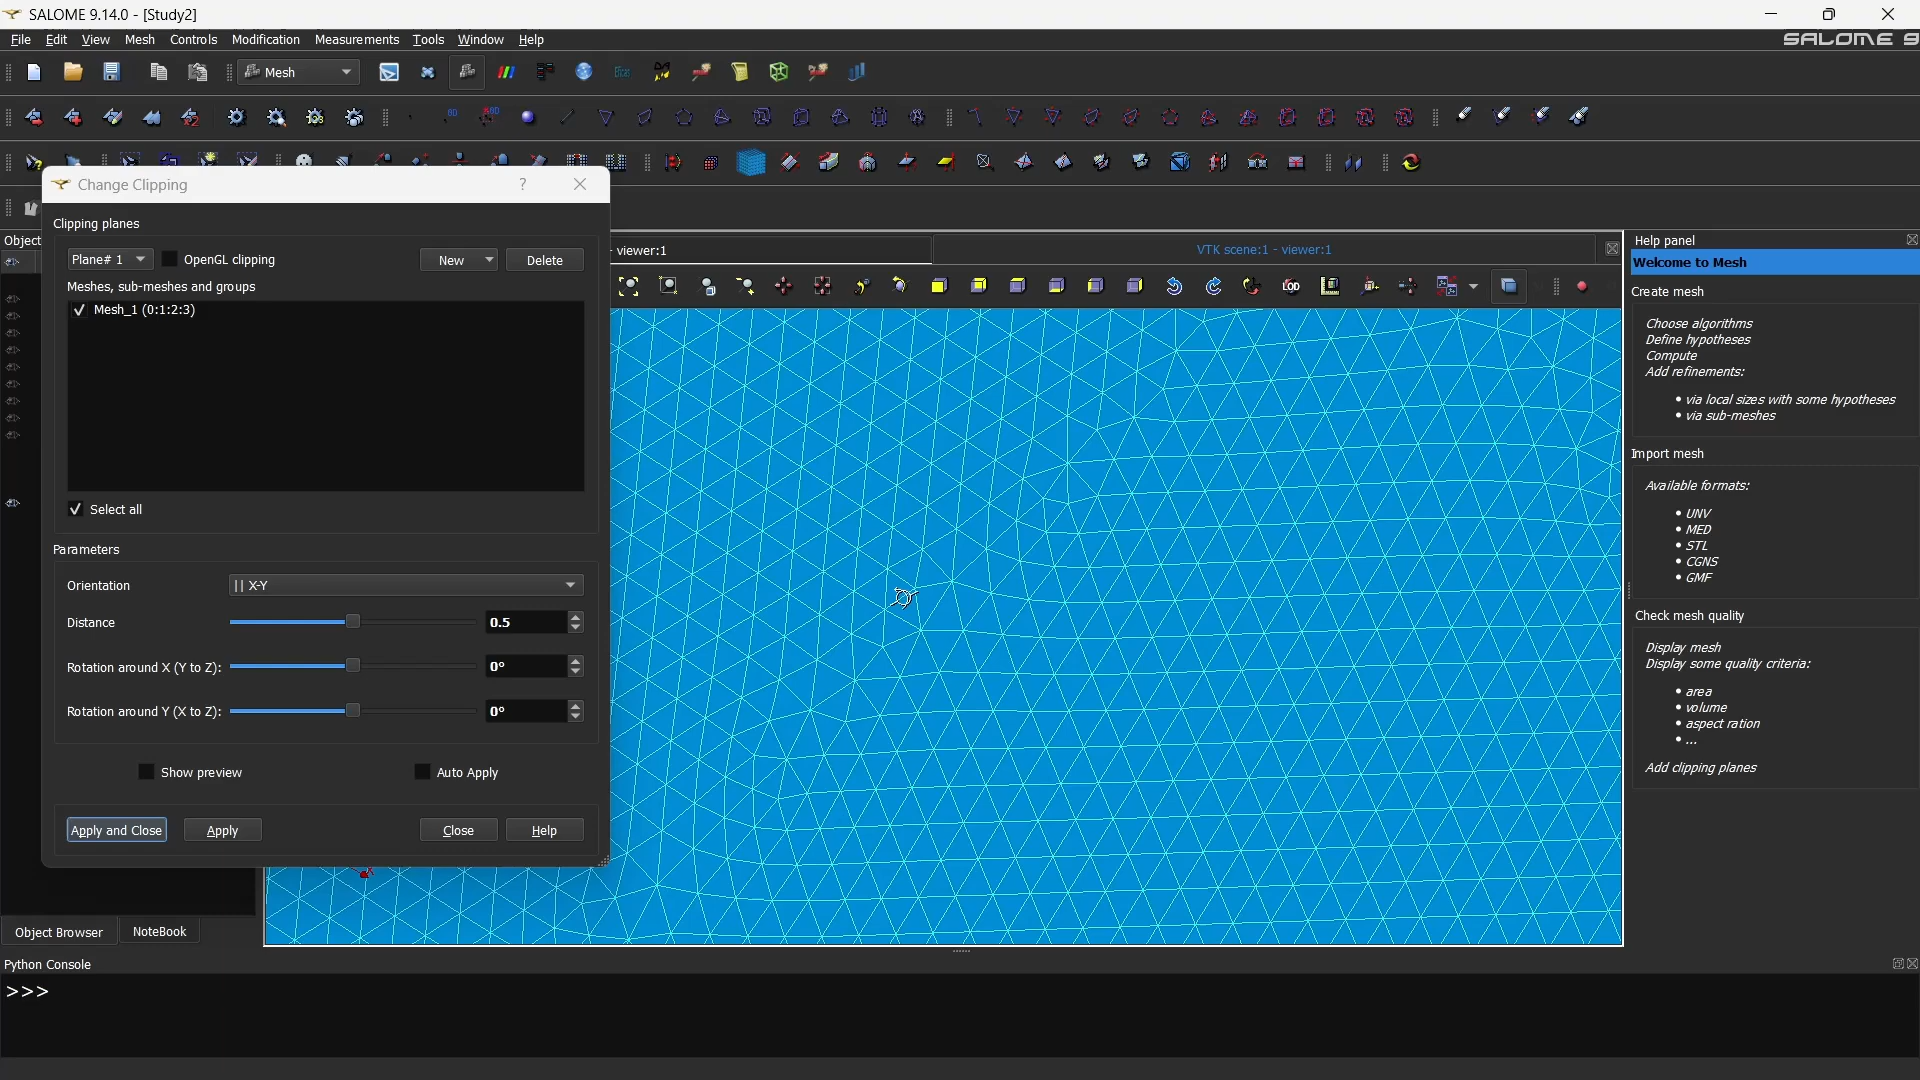 SALOME 9.14.0 - [Study2]
File Edit View Mesh Controls Modification Measurements Tools Window Help
SALOME 9
Mesh
Change Clipping
?
Clipping planes
Plane# 1 OpenGL clipping New Delete
Meshes, sub-meshes and groups
Mesh_1 (0:1:2:3)
Select all
Parameters
Orientation || X-Y
Distance 0.5
Rotation around X (Y to Z): 0°
Rotation around Y (X to Z): 0°
Show preview Auto Apply
Apply and Close Apply Close Help
Object
- viewer:1
VTK scene:1 - viewer:1
X
Object Browser NoteBook
Python Console
>>>
Help panel
Welcome to Mesh
Create mesh
Choose algorithms
Define hypotheses
Compute
Add refinements:
• via local sizes with some hypotheses
• via sub-meshes
Import mesh
Available formats:
• UNV
• MED
• STL
• CGNS
• GMF
Check mesh quality
Display mesh
Display some quality criteria:
• area
• volume
• aspect ration
• ...
Add clipping planes